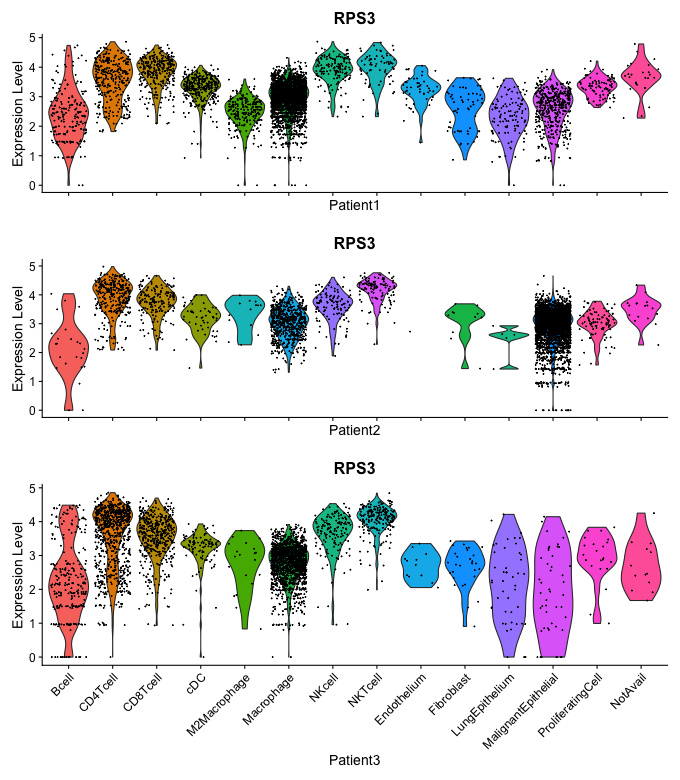 RPS3
Expression Level
5
4
3
2
1
0
Patient1
RPS3
Expression Level
5
4
3
2
1
0
Patient2
RPS3
Expression Level
5
4
3
2
1
0
Bcell
CD4Tcell
CD8Tcell
cDC
M2Macrophage
Macrophage
NKcell
NKTcell
Endothelium
Fibroblast
LungEpithelium
MalignantEpithelial
ProliferatingCell
NotAvail
Patient3